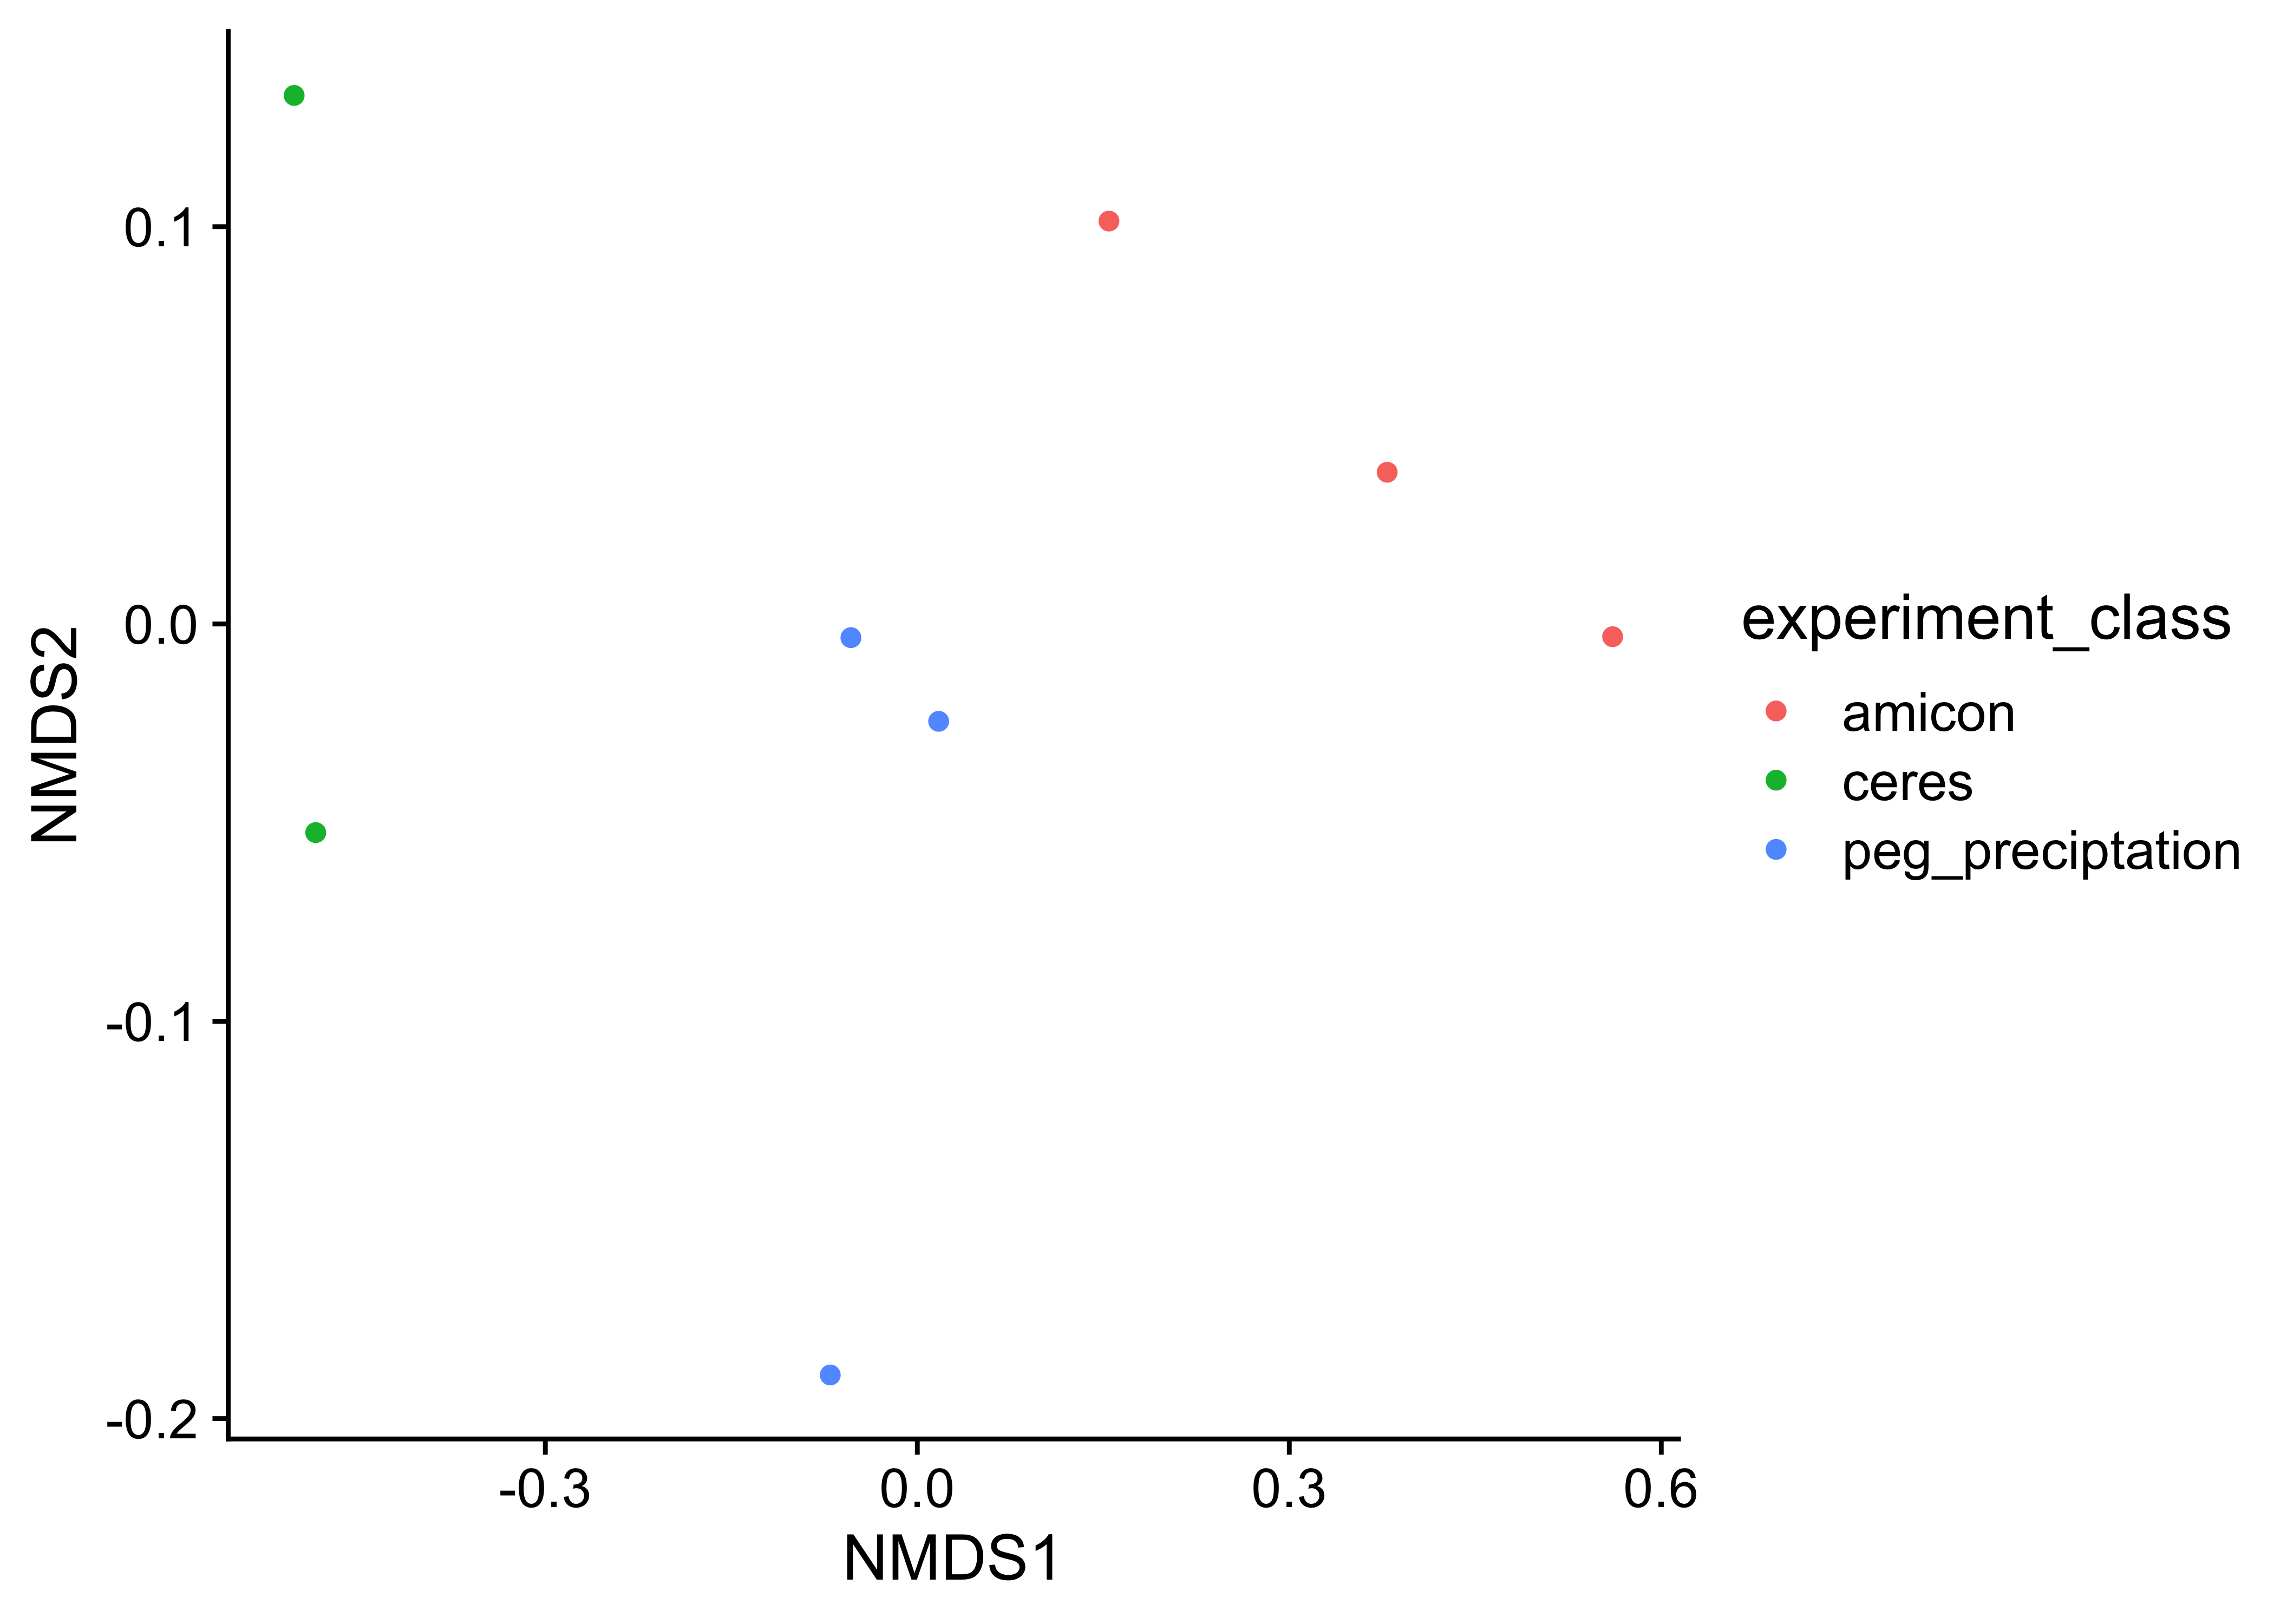 NMDS2
0.1
0.0
-0.1
-0.2
-0.3 0.0 0.3 0.6
NMDS1
experiment_class
amicon
ceres
peg_preciptation